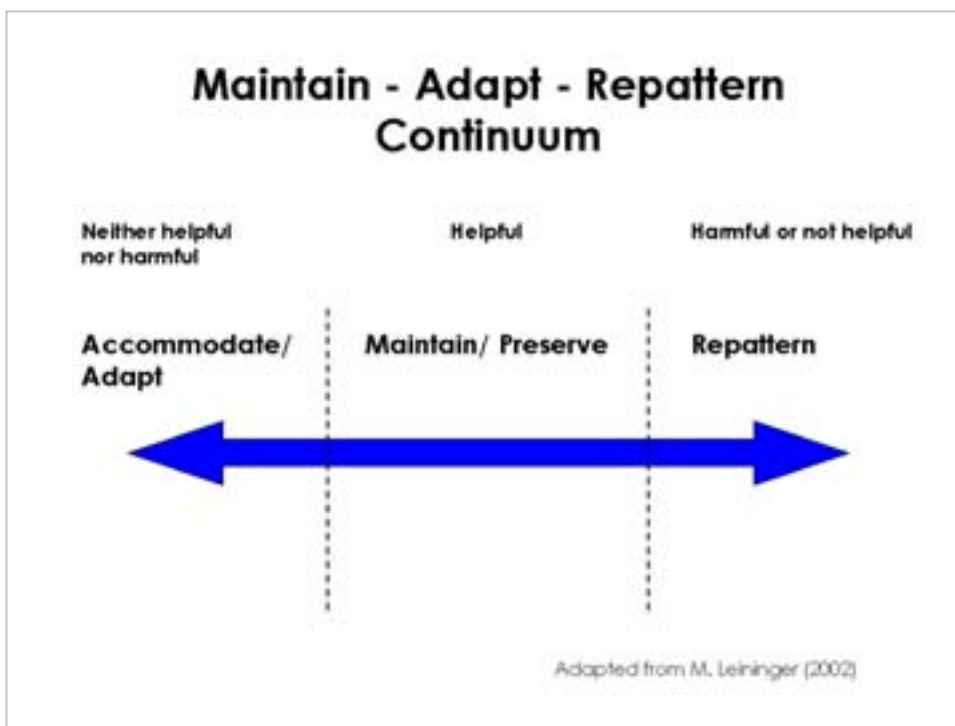 Maintain - Adapt - Repattern
Continuum
Neither helpful
nor harmful
Helpful
Harmful or not helpful
Accommodate/
Adapt
Maintain/ Preserve
Repattern
Adapted from M. Leininger (2002)